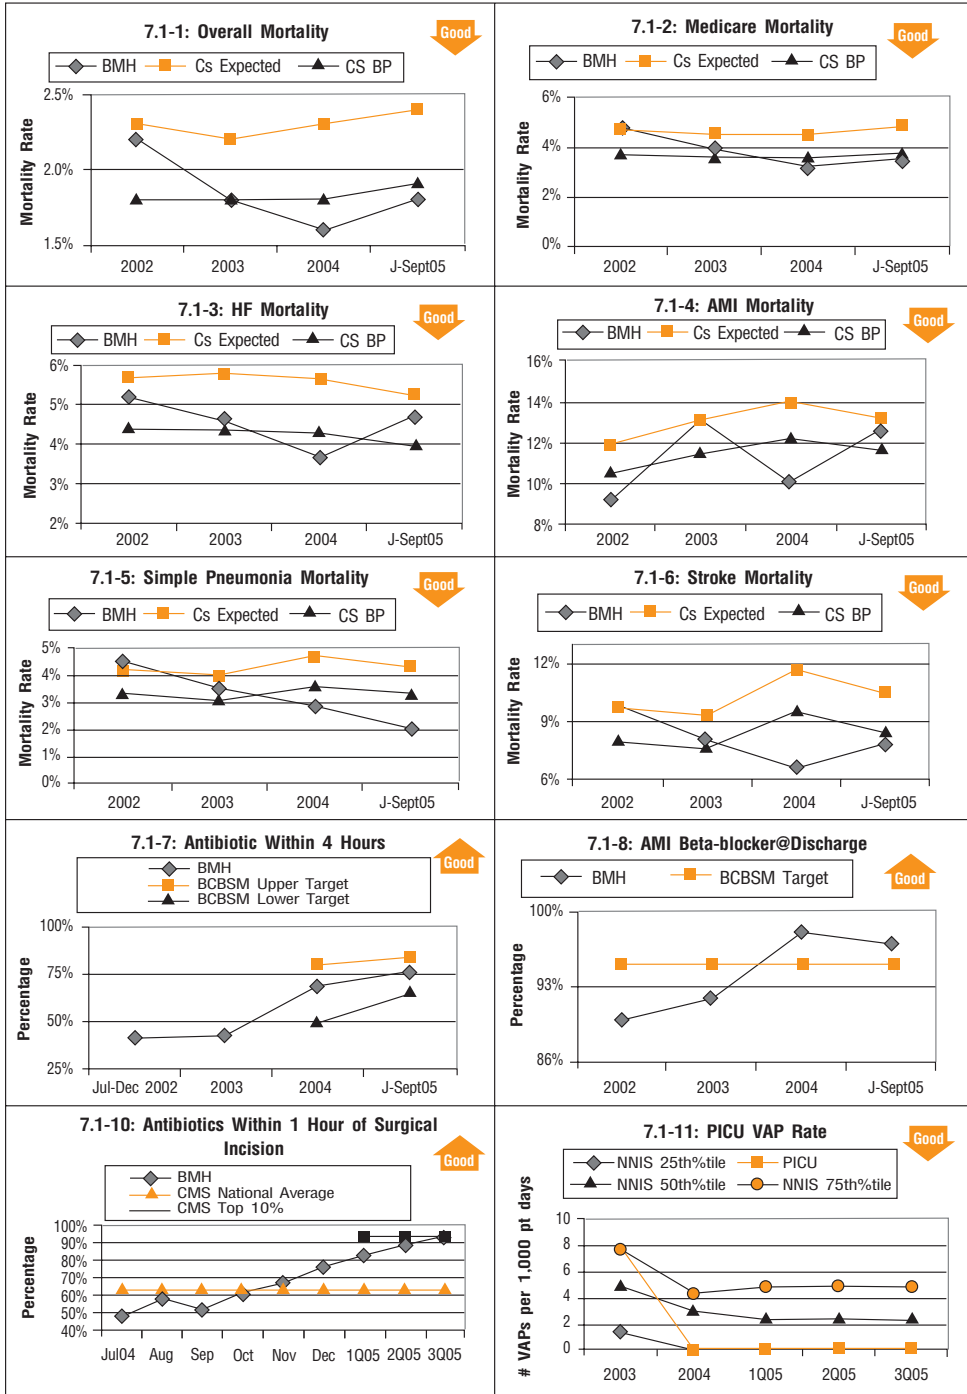 7.1-1: Overall Mortality
Good
BMH Cs Expected CS BP
Mortality Rate
2.5%
2.0%
1.5%
2002 2003 2004 J-Sept05
7.1-2: Medicare Mortality
Good
BMH Cs Expected CS BP
Mortality Rate
6%
4%
2%
0%
2002 2003 2004 J-Sept05
7.1-3: HF Mortality
Good
BMH Cs Expected CS BP
Mortality Rate
6%
5%
4%
3%
2%
2002 2003 2004 J-Sept05
7.1-4: AMI Mortality
Good
BMH Cs Expected CS BP
Mortality Rate
16%
14%
12%
10%
8%
2002 2003 2004 J-Sept05
7.1-5: Simple Pneumonia Mortality
Good
BMH Cs Expected CS BP
Mortality Rate
5%
4%
3%
2%
1%
0%
2002 2003 2004 J-Sept05
7.1-6: Stroke Mortality
Good
BMH Cs Expected CS BP
Mortality Rate
12%
9%
6%
2002 2003 2004 J-Sept05
7.1-7: Antibiotic Within 4 Hours
Good
BMH
BCBSM Upper Target
BCBSM Lower Target
Percentage
100%
75%
50%
25%
Jul-Dec 2002 2003 2004 J-Sept05
7.1-8: AMI Beta-blocker@Discharge
Good
BMH BCBSM Target
Percentage
100%
93%
86%
2002 2003 2004 J-Sept05
7.1-10: Antibiotics Within 1 Hour of Surgical
Incision
Good
BMH
CMS National Average
CMS Top 10%
Percentage
100%
90%
80%
70%
60%
50%
40%
Jul04 Aug Sep Oct Nov Dec 1Q05 2Q05 3Q05
7.1-11: PICU VAP Rate
Good
NNIS 25th%tile PICU
NNIS 50th%tile NNIS 75th%tile
# VAPs per 1,000 pt days
10
8
6
4
2
0
2003 2004 1Q05 2Q05 3Q05